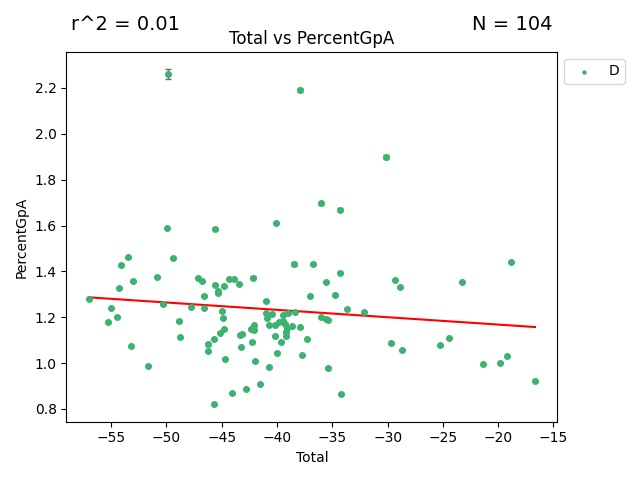 r^2 = 0.01
N = 104
Total vs PercentGpA
D
PercentGpA
2.2
2.0
1.8
1.6
1.4
1.2
1.0
0.8
−55
−50
−45
−40
−35
−30
−25
−20
−15
Total